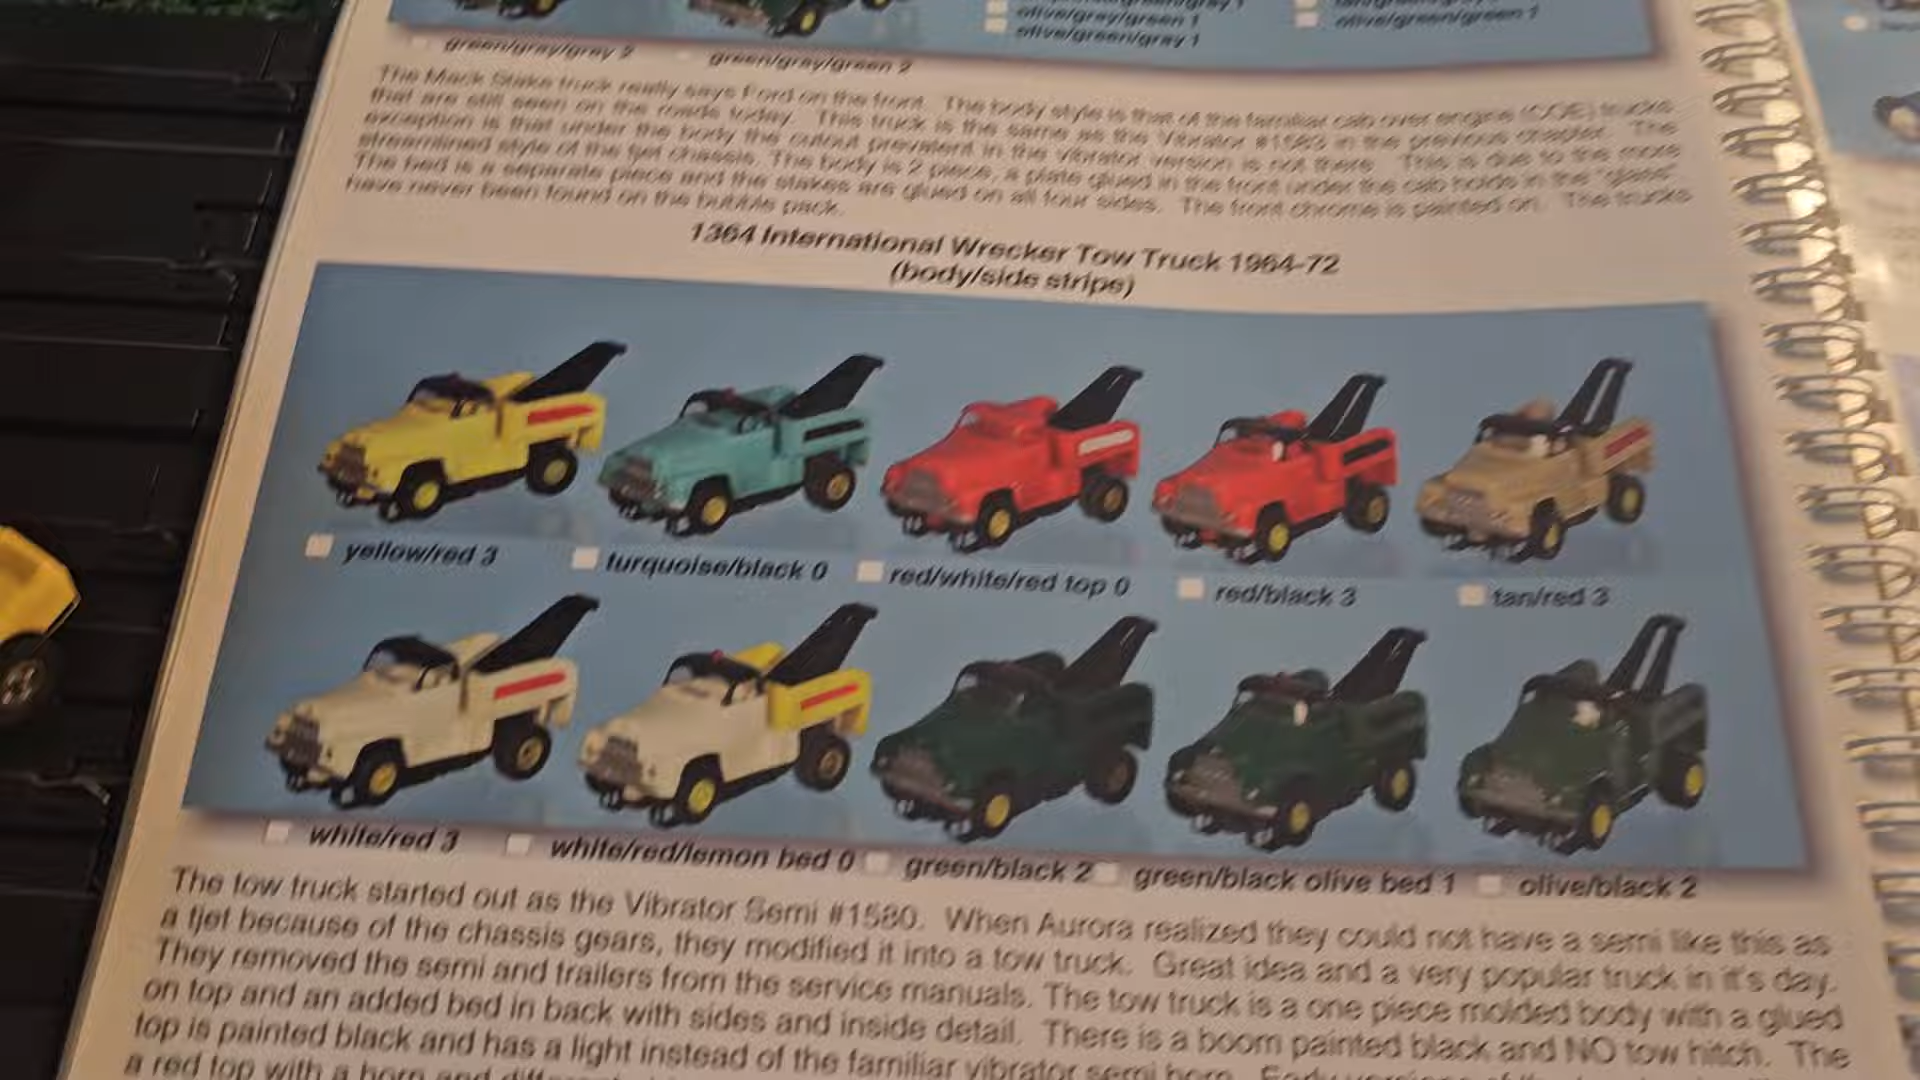 olive/gray/green 1
olive/green/green 1
olive/green/gray 1
green/gray/gray 2
green/gray/green 2
The Mack Stake truck really says Ford on the front. The body style is that of the familiar cab over engine (COE) trucks
that are still seen on the roads today. This truck is the same as the Vibrator #1583 in the previous chapter. The
exception is that under the body the cutout prevalent in the vibrator version is not there. This is due to the more
streamlined style of the tjet chassis. The body is 2 piece, a plate glued in the front under the cab holds in the "glass".
The bed is a separate piece and the stakes are glued on all four sides. The front chrome is painted on. The trucks
have never been found on the bubble pack.
1364 International Wrecker Tow Truck 1964-72
(body/side stripe)
yellow/red 3
turquoise/black 0
red/white/red top 0
red/black 3
tan/red 3
white/red 3
white/red/lemon bed 0
green/black 2
green/black olive bed 1
olive/black 2
The tow truck started out as the Vibrator Semi #1580. When Aurora realized they could not have a semi like this as
a tjet because of the chassis gears, they modified it into a tow truck. Great idea and a very popular truck in it's day.
They removed the semi and trailers from the service manuals. The tow truck is a one piece molded body with a glued
on top and an added bed in back with sides and inside detail. There is a boom painted black and NO tow hitch. The
top is painted black and has a light instead of the familiar vibrator semi horn. Early versions of the
a red top with a horn and